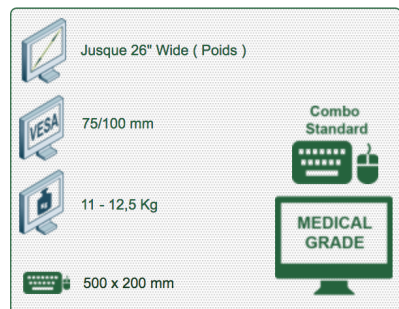 Jusque 26" Wide ( Poids )
VESA
75/100 mm
Combo
Standard
11 - 12,5 Kg
MEDICAL
GRADE
500 x 200 mm